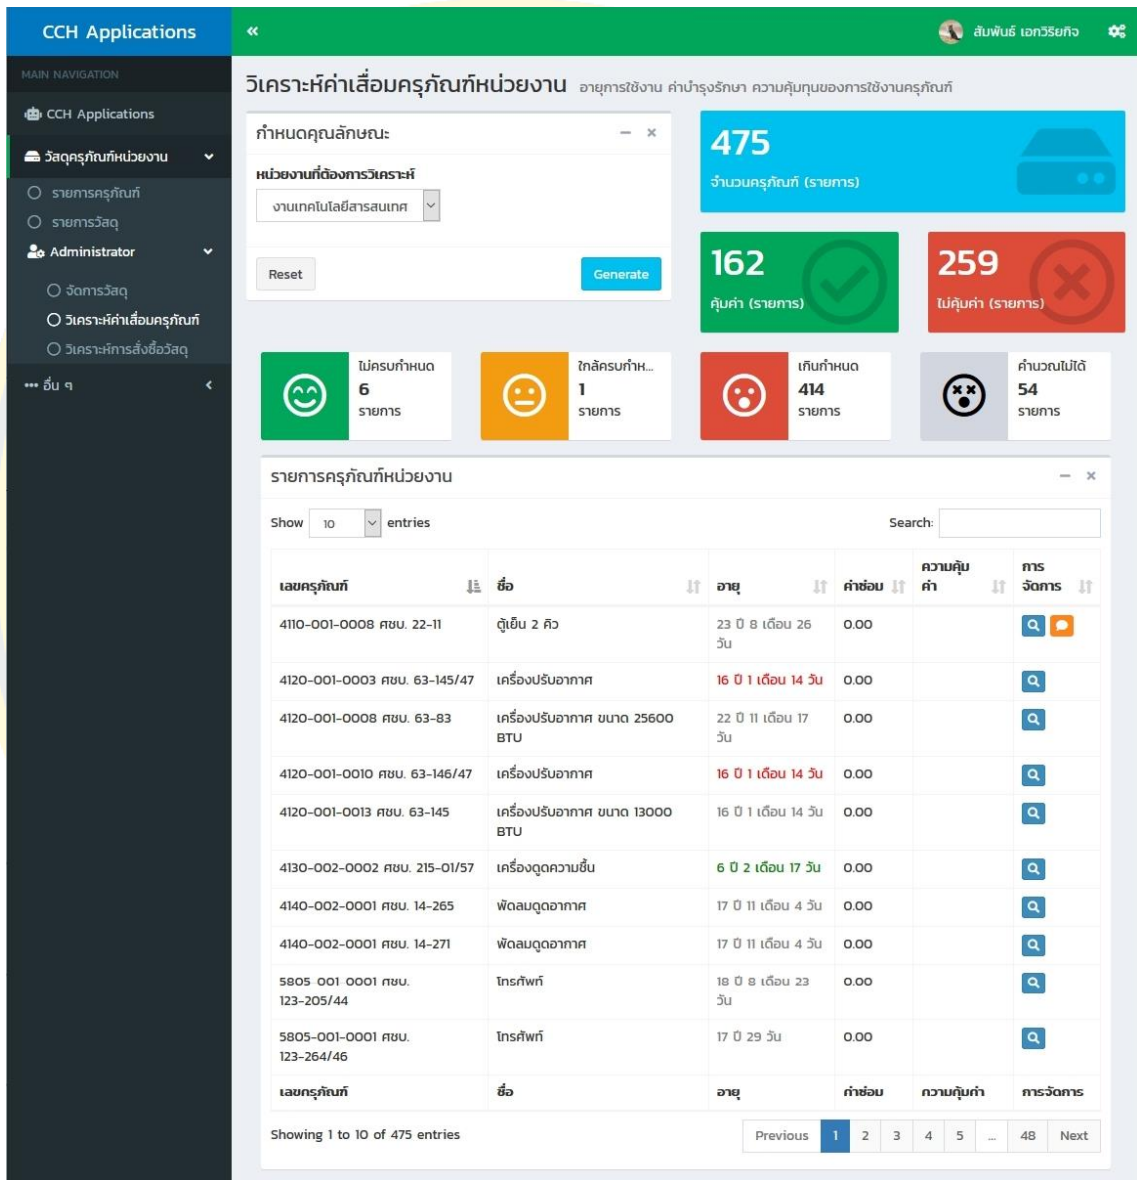 CCH Applications
สัมพันธ์ เอกวิริยกิจ
MAIN NAVIGATION
CCH Applications
วัสดุครุภัณฑ์หน่วยงาน
รายการครุภัณฑ์
รายการวัสดุ
Administrator
จัดการวัสดุ
วิเคราะห์ค่าเสื่อมครุภัณฑ์
วิเคราะห์การสั่งซื้อวัสดุ
อื่น ๆ
วิเคราะห์ค่าเสื่อมครุภัณฑ์หน่วยงาน อายุการใช้งาน ค่าบำรุงรักษา ความคุ้มทุนของการใช้งานครุภัณฑ์
กำหนดคุณลักษณะ
หน่วยงานที่ต้องการวิเคราะห์
งานเทคโนโลยีสารสนเทศ
Reset Generate
475
จำนวนครุภัณฑ์ (รายการ)
162
คุ้มค่า (รายการ)
259
ไม่คุ้มค่า (รายการ)
ไม่ครบกำหนด
6
รายการ
ใกล้ครบกำห...
1
รายการ
เกินกำหนด
414
รายการ
คำนวณไม่ได้
54
รายการ
รายการครุภัณฑ์หน่วยงาน
Show 10 entries Search:
เลขครุภัณฑ์ ชื่อ อายุ ค่าซ่อม ความคุ้มค่า การจัดการ
4110-001-0008 ศชบ. 22-11 ตู้เย็น 2 คิว 23 ปี 8 เดือน 26 วัน 0.00
4120-001-0003 ศชบ. 63-145/47 เครื่องปรับอากาศ 16 ปี 1 เดือน 14 วัน 0.00
4120-001-0008 ศชบ. 63-83 เครื่องปรับอากาศ ขนาด 25600 BTU 22 ปี 11 เดือน 17 วัน 0.00
4120-001-0010 ศชบ. 63-146/47 เครื่องปรับอากาศ 16 ปี 1 เดือน 14 วัน 0.00
4120-001-0013 ศชบ. 63-145 เครื่องปรับอากาศ ขนาด 13000 BTU 16 ปี 1 เดือน 14 วัน 0.00
4130-002-0002 ศชบ. 215-01/57 เครื่องดูดความชื้น 6 ปี 2 เดือน 17 วัน 0.00
4140-002-0001 ศชบ. 14-265 พัดลมดูดอากาศ 17 ปี 11 เดือน 4 วัน 0.00
4140-002-0001 ศชบ. 14-271 พัดลมดูดอากาศ 17 ปี 11 เดือน 4 วัน 0.00
5805-001-0001 ศชบ. 123-205/44 โทรศัพท์ 18 ปี 8 เดือน 23 วัน 0.00
5805-001-0001 ศชบ. 123-264/46 โทรศัพท์ 17 ปี 29 วัน 0.00
เลขครุภัณฑ์ ชื่อ อายุ ค่าซ่อม ความคุ้มค่า การจัดการ
Showing 1 to 10 of 475 entries Previous 1 2 3 4 5 ... 48 Next